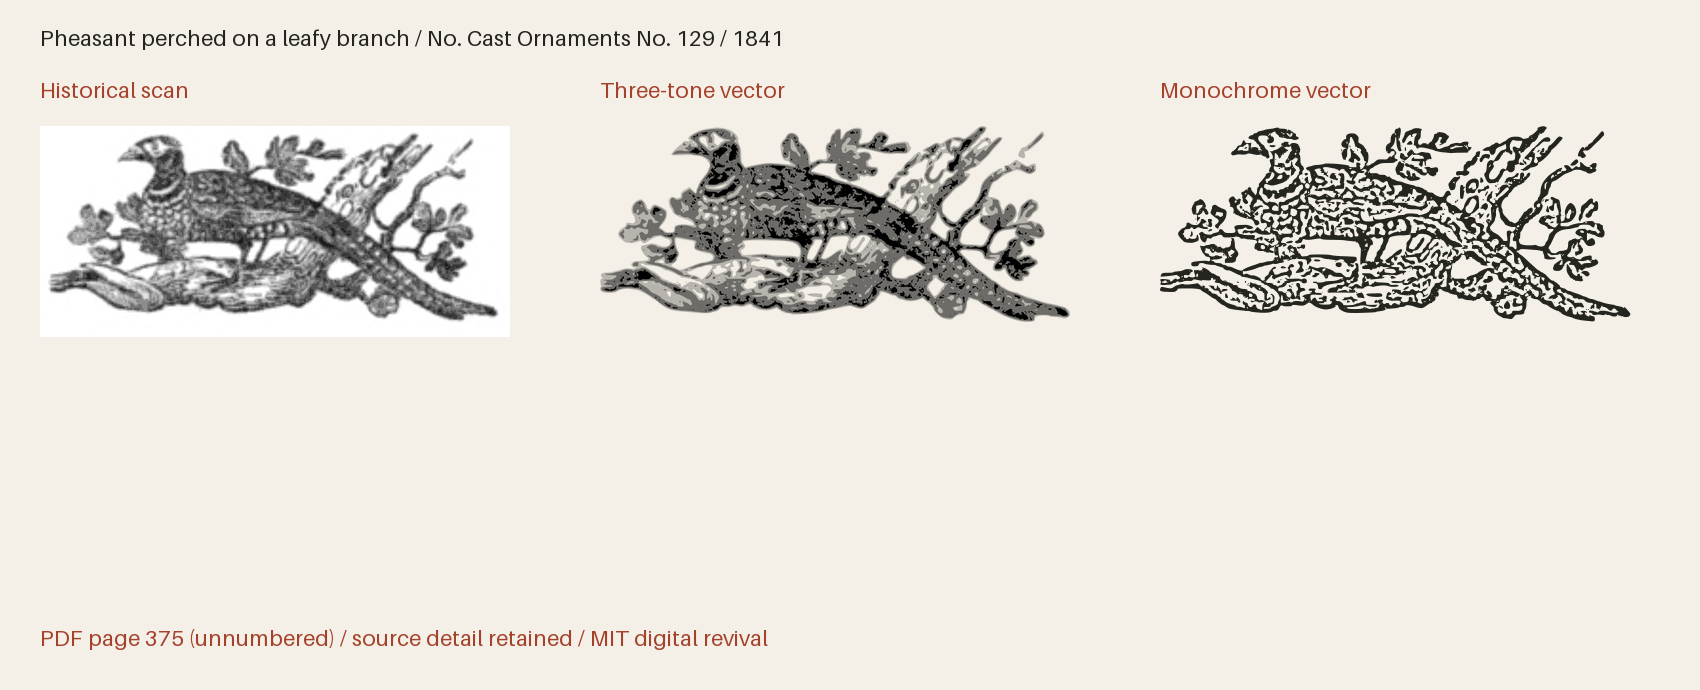 Pheasant perched on a leafy branch / No. Cast Ornaments No. 129 / 1841
Historical scan
Three-tone vector
Monochrome vector
PDF page 375 (unnumbered) / source detail retained / MIT digital revival